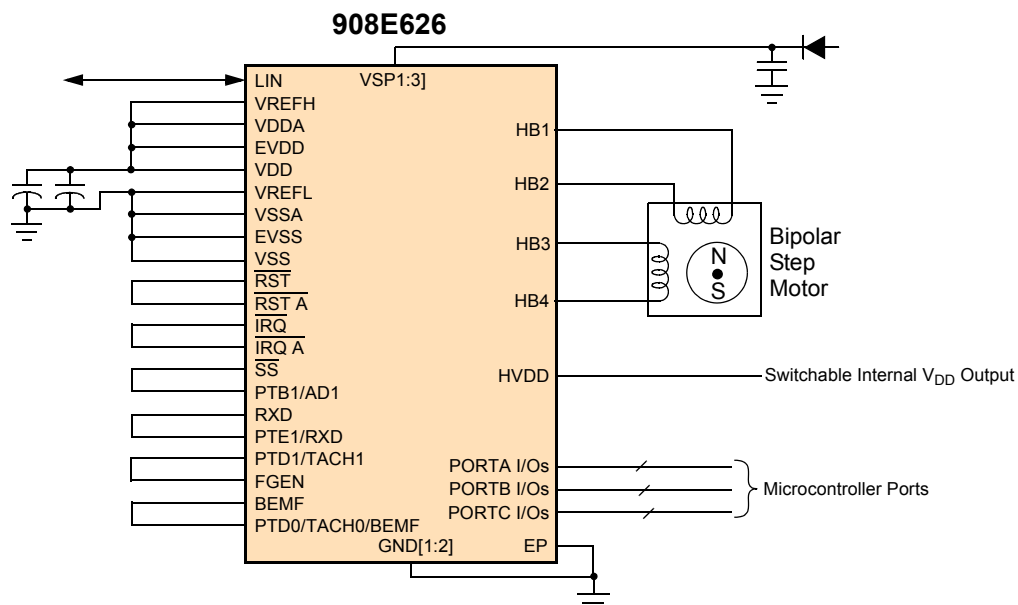 908E626
VSP1:3]
LIN
VREFH
VDDA
EVDD
VDD
VREFL
VSSA
EVSS
VSS
RST
RST A
IRQ
IRQ A
SS
PTB1/AD1
RXD
PTE1/RXD
PTD1/TACH1
FGEN
BEMF
PTD0/TACH0/BEMF
GND[1:2]
HB1
HB2
HB3
HB4
HVDD
PORTA I/Os
PORTB I/Os
PORTC I/Os
EP
N
S
Bipolar
Step
Motor
Switchable Internal VDD Output
Microcontroller Ports